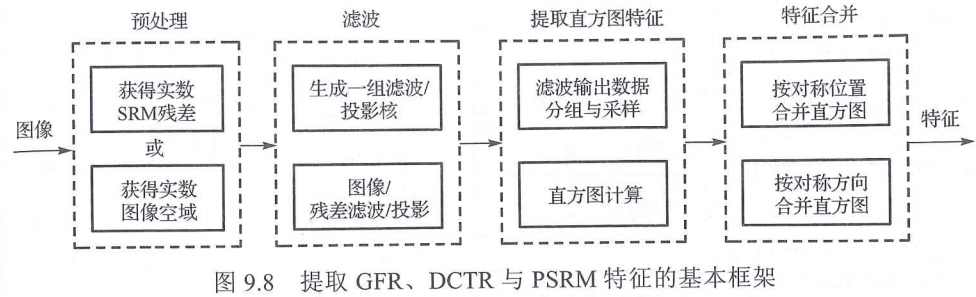 预处理
滤波
提取直方图特征
特征合并
图像
获得实数
SRM残差
或
获得实数
图像空域
生成一组滤波/
投影核
图像/
残差滤波/投影
滤波输出数据
分组与采样
直方图计算
按对称位置
合并直方图
按对称方向
合并直方图
特征
图 9.8 提取 GFR、DCTR 与 PSRM 特征的基本框架